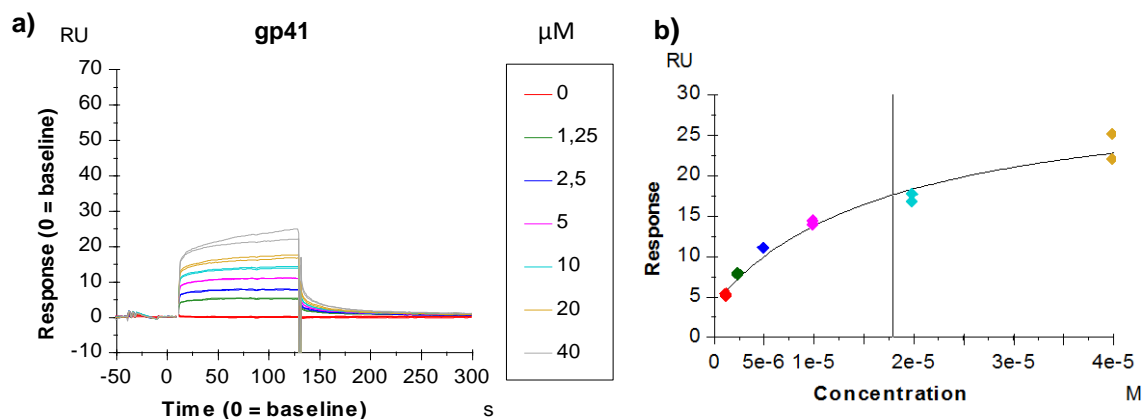 a)
RU
gp41
µM
Response (0 = baseline)
70
60
50
40
30
20
10
0
-10
-50
0
50
100
150
200
250
300
Time (0 = baseline)
s
0
1,25
2,5
5
10
20
40
b)
RU
Response
30
25
20
15
10
5
0
0
5e-6
1e-5
2e-5
3e-5
4e-5
Concentration
M